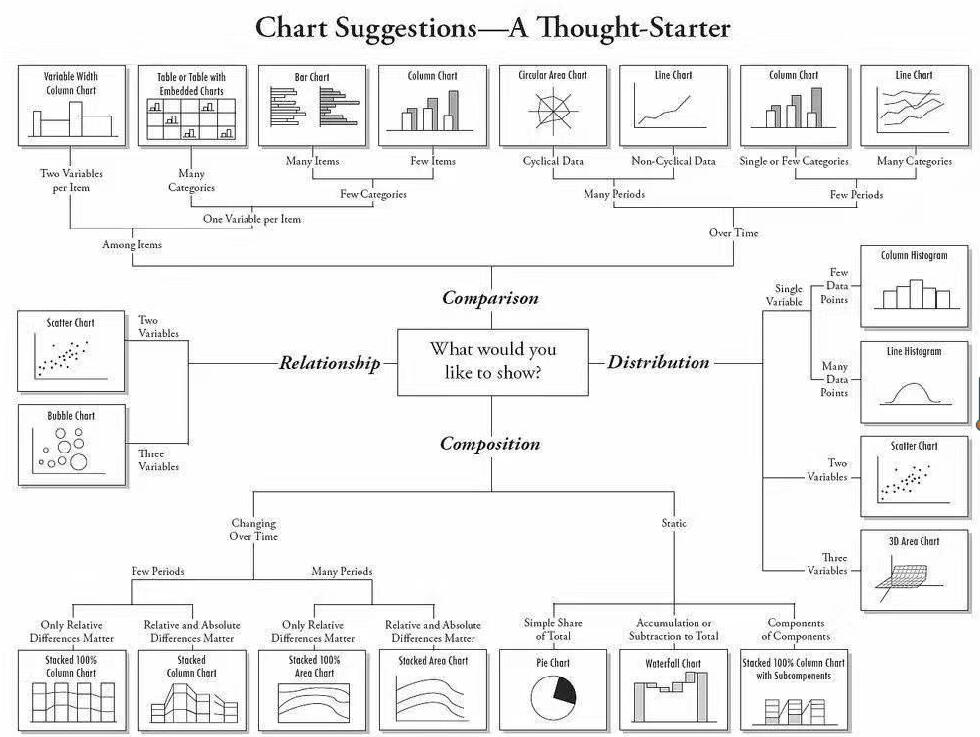 Chart Suggestions—A Thought-Starter
Variable Width
Column Chart
Table or Table with
Embedded Charts
Bar Chart
Column Chart
Circular Area Chart
Line Chart
Column Chart
Line Chart
Two Variables
per Item
Many
Categories
Many Items
Few Items
Cyclical Data
Non-Cyclical Data
Single or Few Categories
Many Categories
Few Categories
Many Periods
Few Periods
One Variable per Item
Among Items
Over Time
Comparison
What would you
like to show?
Relationship
Two
Variables
Scatter Chart
Three
Variables
Bubble Chart
Distribution
Single
Variable
Few
Data
Points
Column Histogram
Many
Data
Points
Line Histogram
Two
Variables
Scatter Chart
Three
Variables
3D Area Chart
Composition
Changing
Over Time
Static
Few Periods
Many Periods
Only Relative
Differences Matter
Relative and Absolute
Differences Matter
Only Relative
Differences Matter
Relative and Absolute
Differences Matter
Simple Share
of Total
Accumulation or
Subtraction to Total
Components
of Components
Stacked 100%
Column Chart
Stacked
Column Chart
Stacked 100%
Area Chart
Stacked Area Chart
Pie Chart
Waterfall Chart
Stacked 100% Column Chart
with Subcomponents